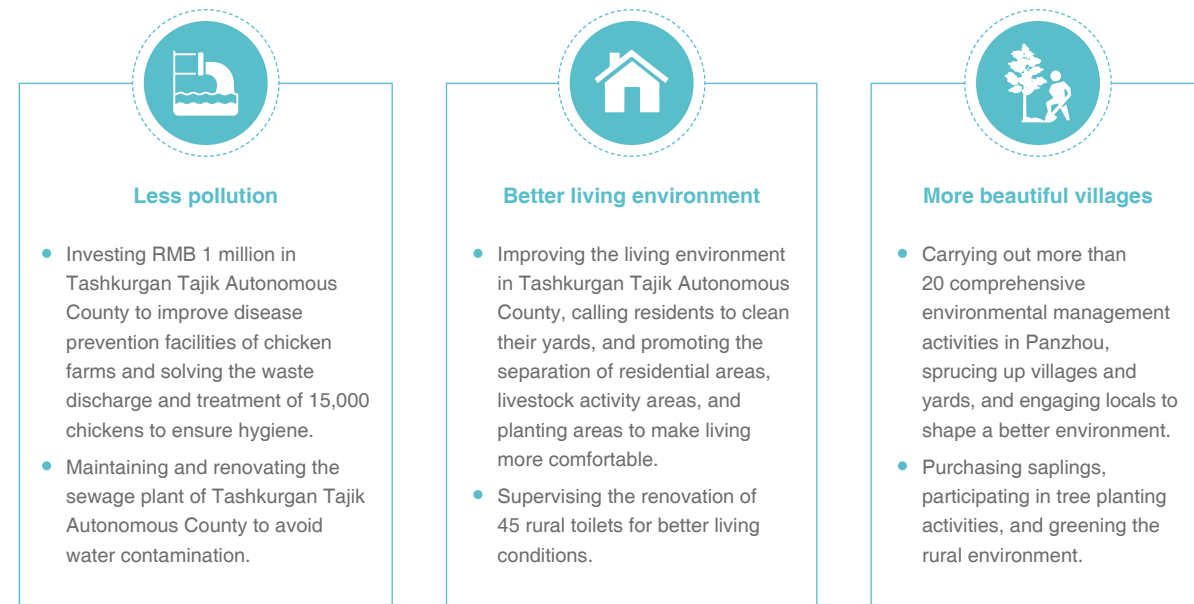 Less pollution
Investing RMB 1 million in
Tashkurgan Tajik Autonomous
County to improve disease
prevention facilities of chicken
farms and solving the waste
discharge and treatment of 15,000
chickens to ensure hygiene.
Maintaining and renovating the
sewage plant of Tashkurgan Tajik
Autonomous County to avoid
water contamination.
Better living environment
Improving the living environment
in Tashkurgan Tajik Autonomous
County, calling residents to clean
their yards, and promoting the
separation of residential areas,
livestock activity areas, and
planting areas to make living
more comfortable.
Supervising the renovation of
45 rural toilets for better living
conditions.
More beautiful villages
Carrying out more than
20 comprehensive
environmental management
activities in Panzhou,
sprucing up villages and
yards, and engaging locals to
shape a better environment.
Purchasing saplings,
participating in tree planting
activities, and greening the
rural environment.